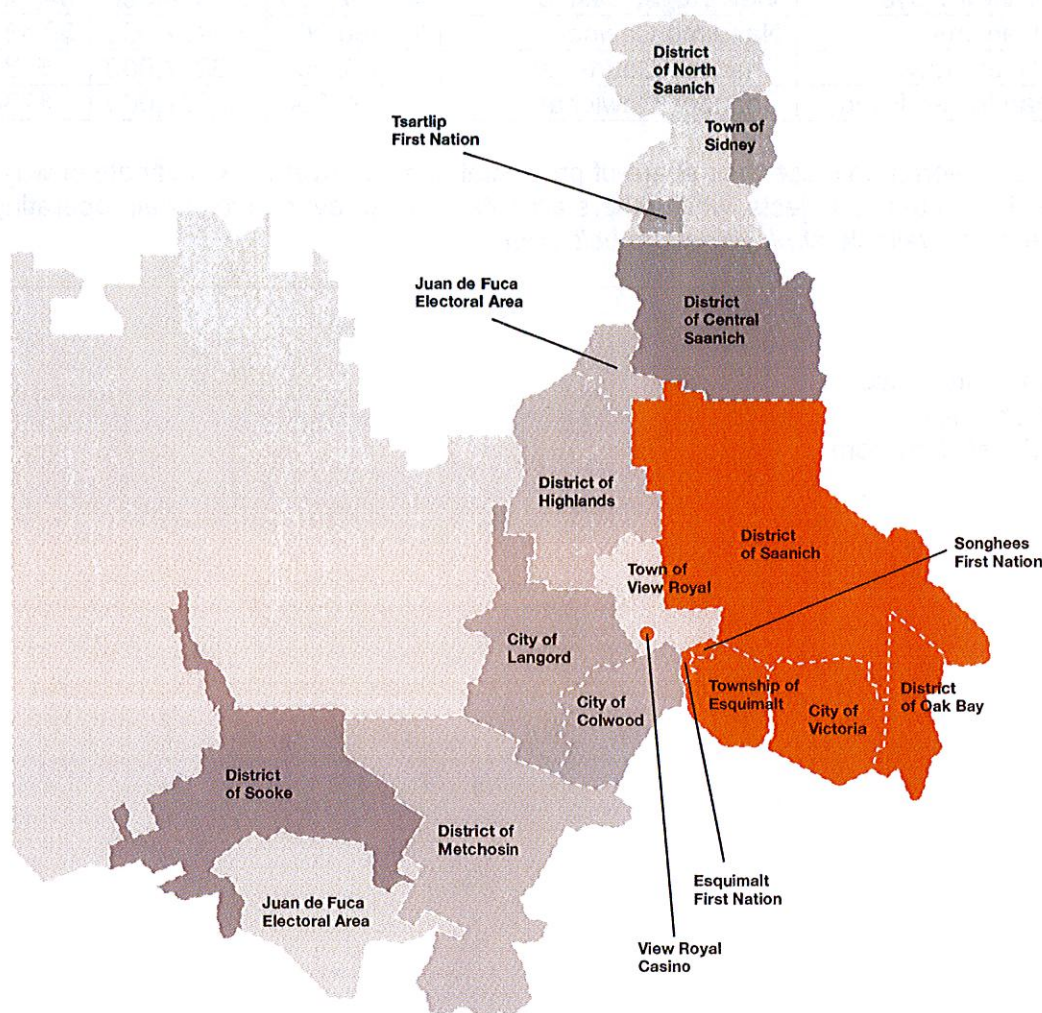 District
of North
Saanich
Town of
Sidney
Tsartlip
First Nation
Juan de Fuca
Electoral Area
District
of Central
Saanich
District of
Highlands
District
of Saanich
Songhees
First Nation
Town of
View Royal
City of
Langord
City of
Colwood
Township of
Esquimalt
City of
Victoria
District
of Oak Bay
District
of Sooke
District of
Metchosin
Juan de Fuca
Electoral Area
Esquimalt
First Nation
View Royal
Casino